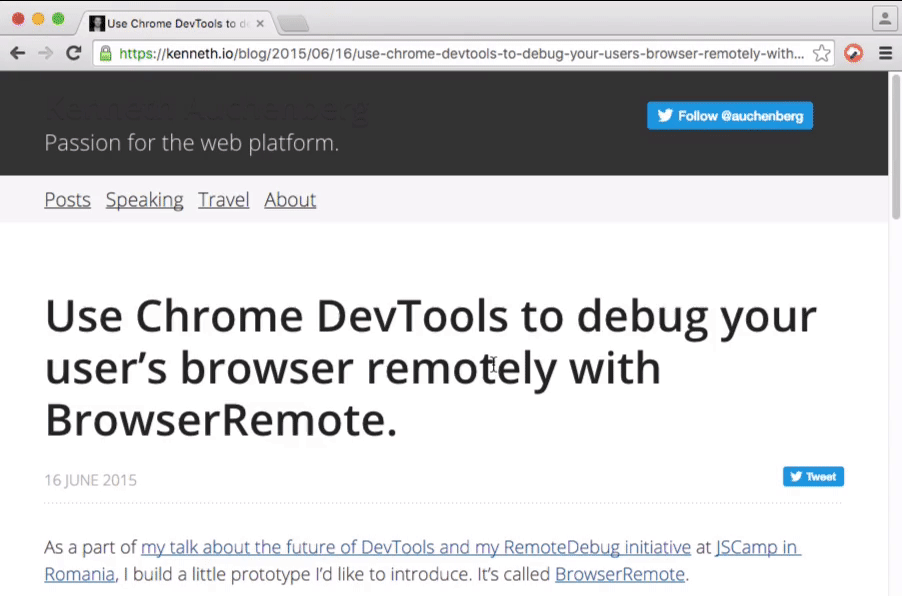 Use Chrome DevTools to d
https://kenneth.io/blog/2015/06/16/use-chrome-devtools-to-debug-your-users-browser-remotely-with...
Kenneth Auchenberg
Follow @auchenberg
Passion for the web platform.
Posts Speaking Travel About
Use Chrome DevTools to debug your
user’s browser remotely with
BrowserRemote.
16 JUNE 2015
Tweet
As a part of my talk about the future of DevTools and my RemoteDebug initiative at JSCamp in
Romania, I build a little prototype I’d like to introduce. It’s called BrowserRemote.